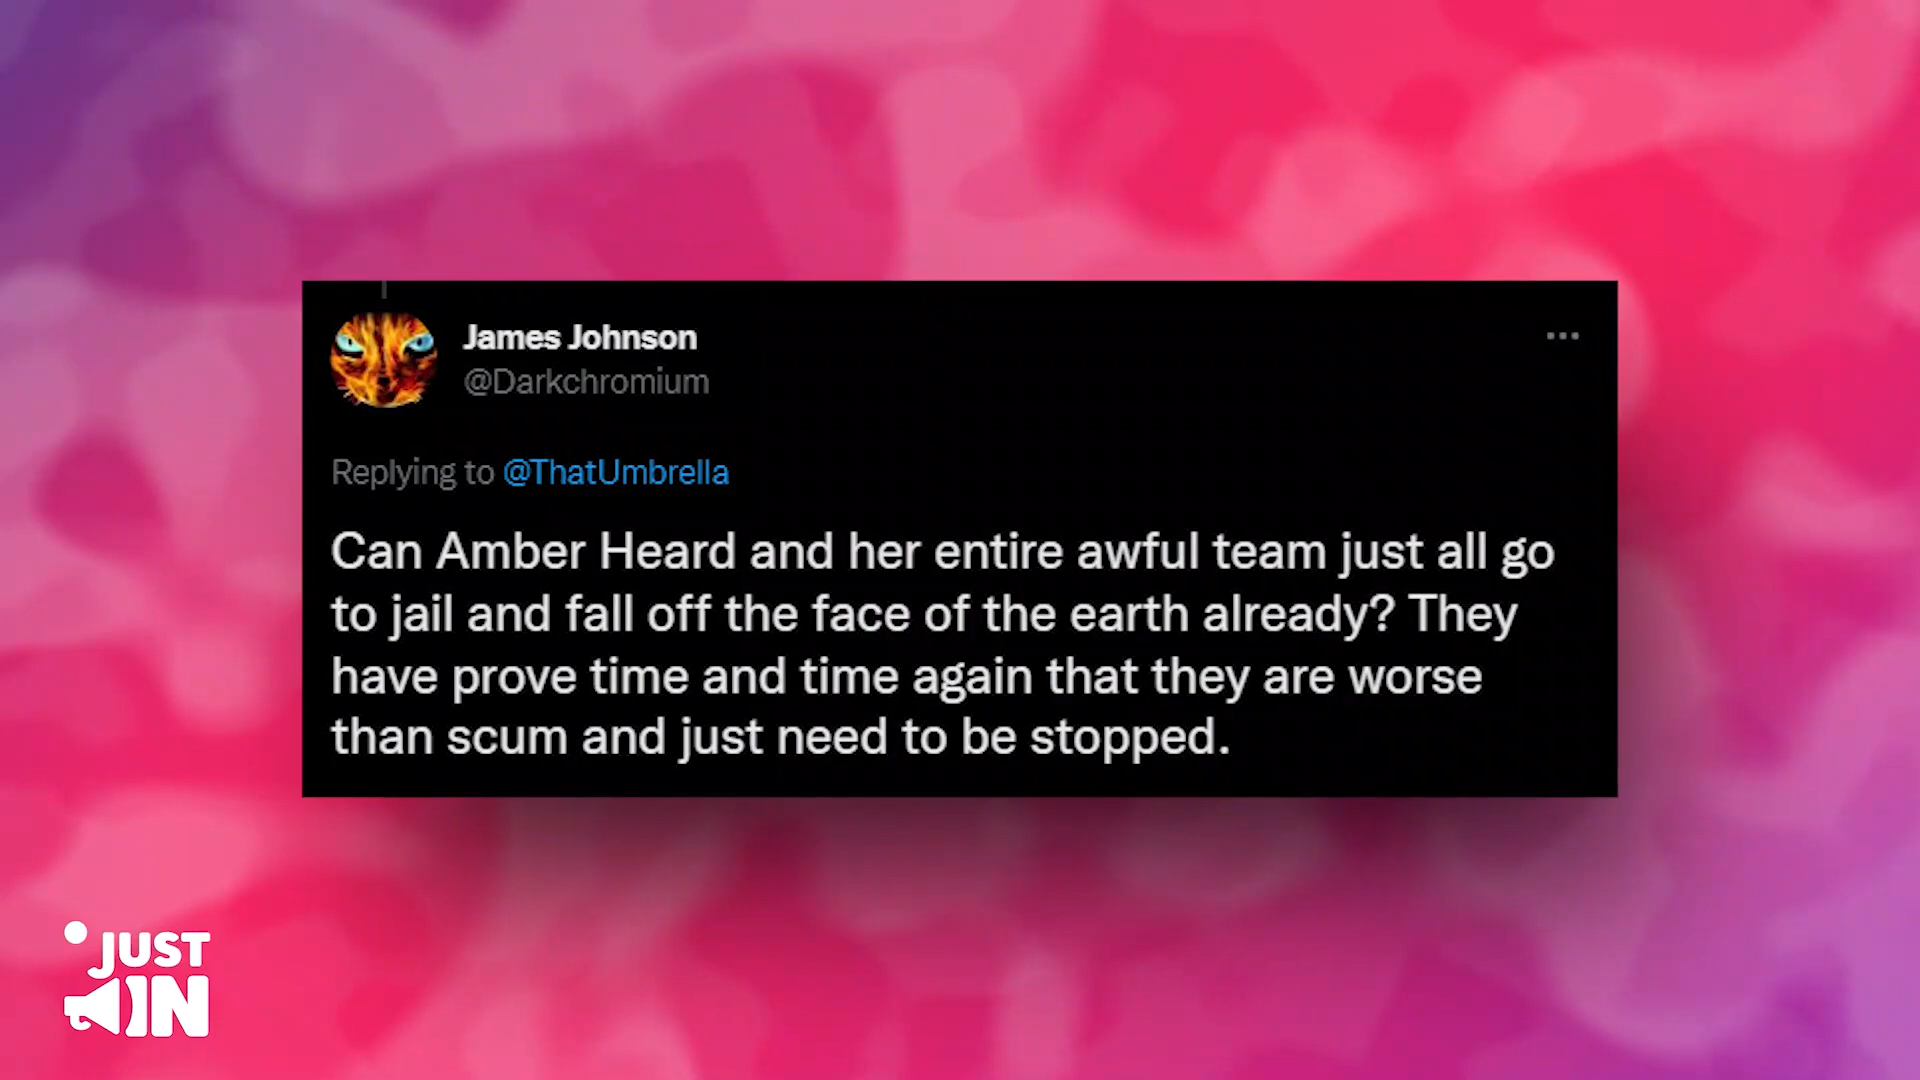 James Johnson
@Darkchromium
Replying to @ThatUmbrella
Can Amber Heard and her entire awful team just all go
to jail and fall off the face of the earth already? They
have prove time and time again that they are worse
than scum and just need to be stopped.
JUST
IN